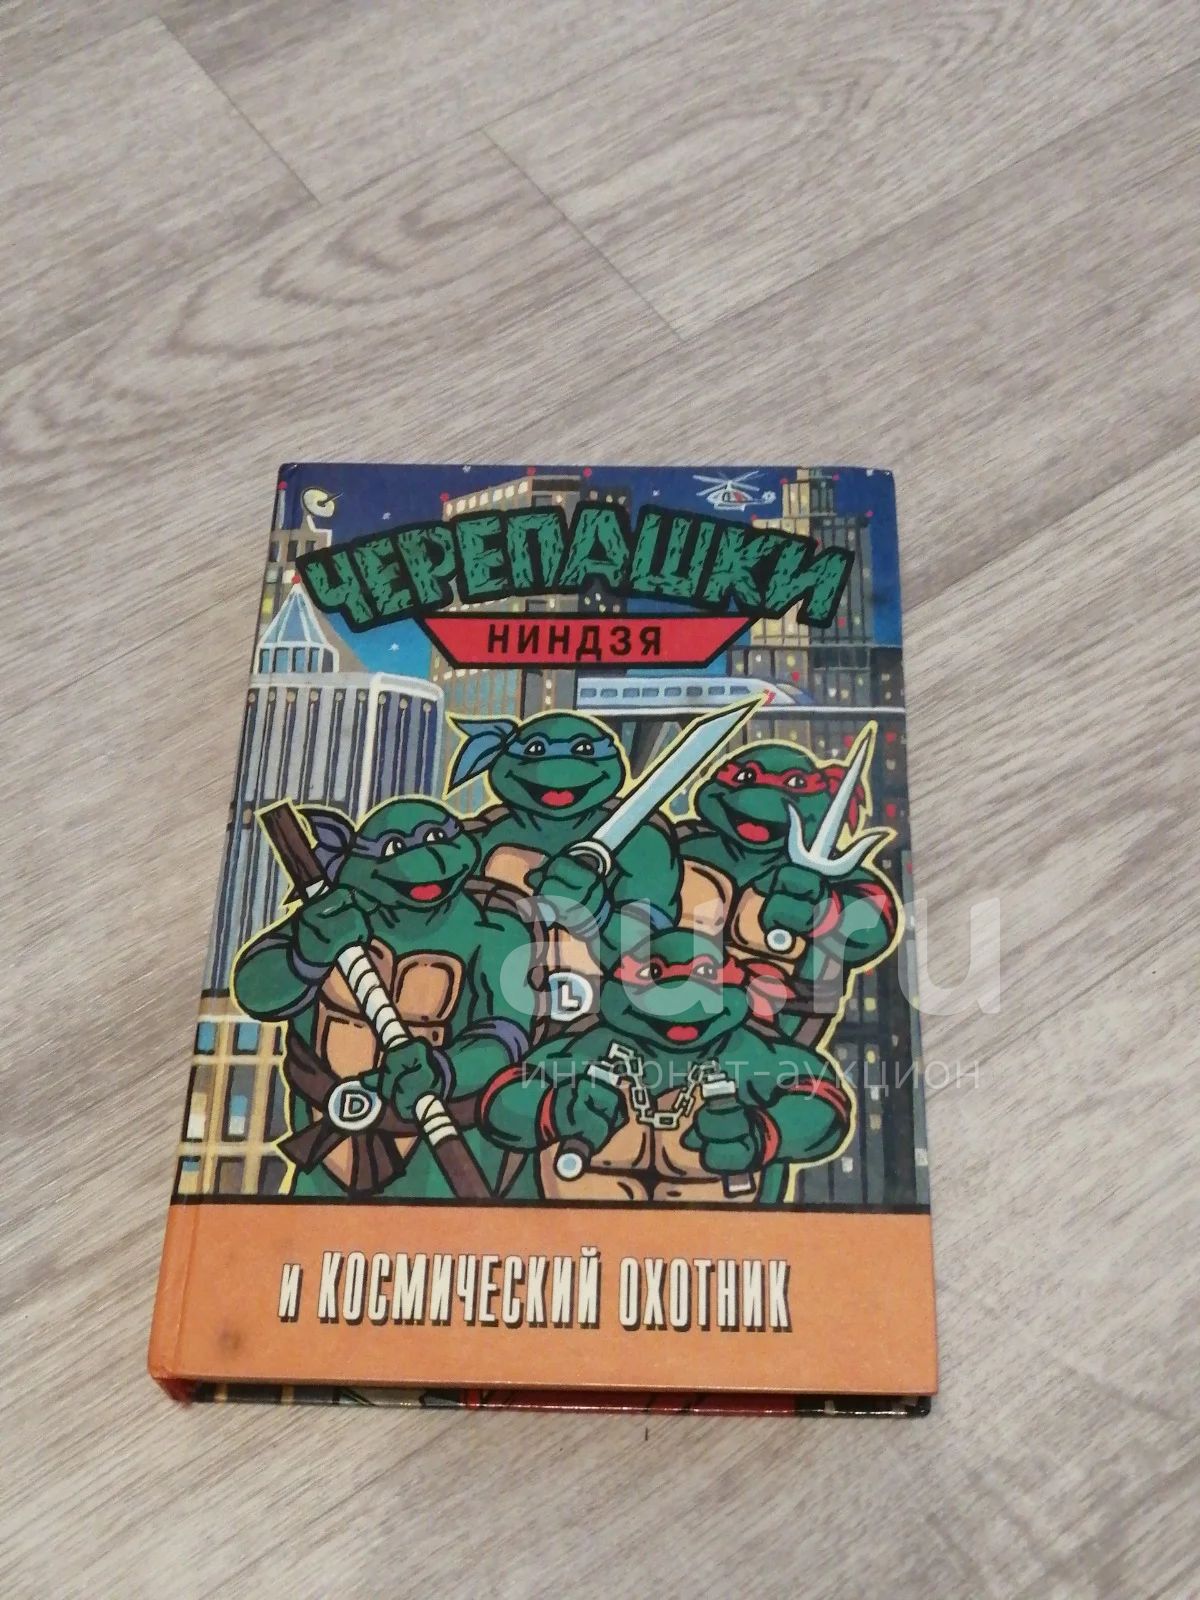 ЧЕРЕПАШКИ
НИНДЗЯ
L
D
au.ru
интернет-аукцион
и КОСМИЧЕСКИЙ ОХОТНИК